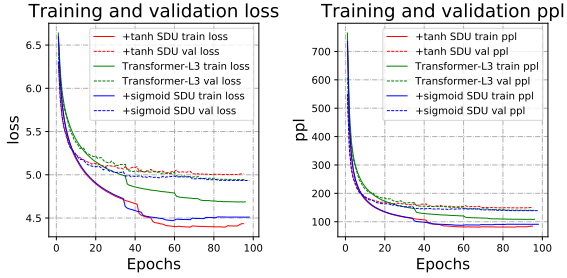 Training and validation loss
6.5
6.0
5.5
5.0
4.5
loss
+tanh SDU train loss
+tanh SDU val loss
Transformer-L3 train loss
Transformer-L3 val loss
+sigmoid SDU train loss
+sigmoid SDU val loss
0 20 40 60 80 100
Epochs
Training and validation ppl
700
600
500
400
300
200
100
ppl
+tanh SDU train ppl
+tanh SDU val ppl
Transformer-L3 train ppl
Transformer-L3 val ppl
+sigmoid SDU train ppl
+sigmoid SDU val ppl
0 20 40 60 80 100
Epochs